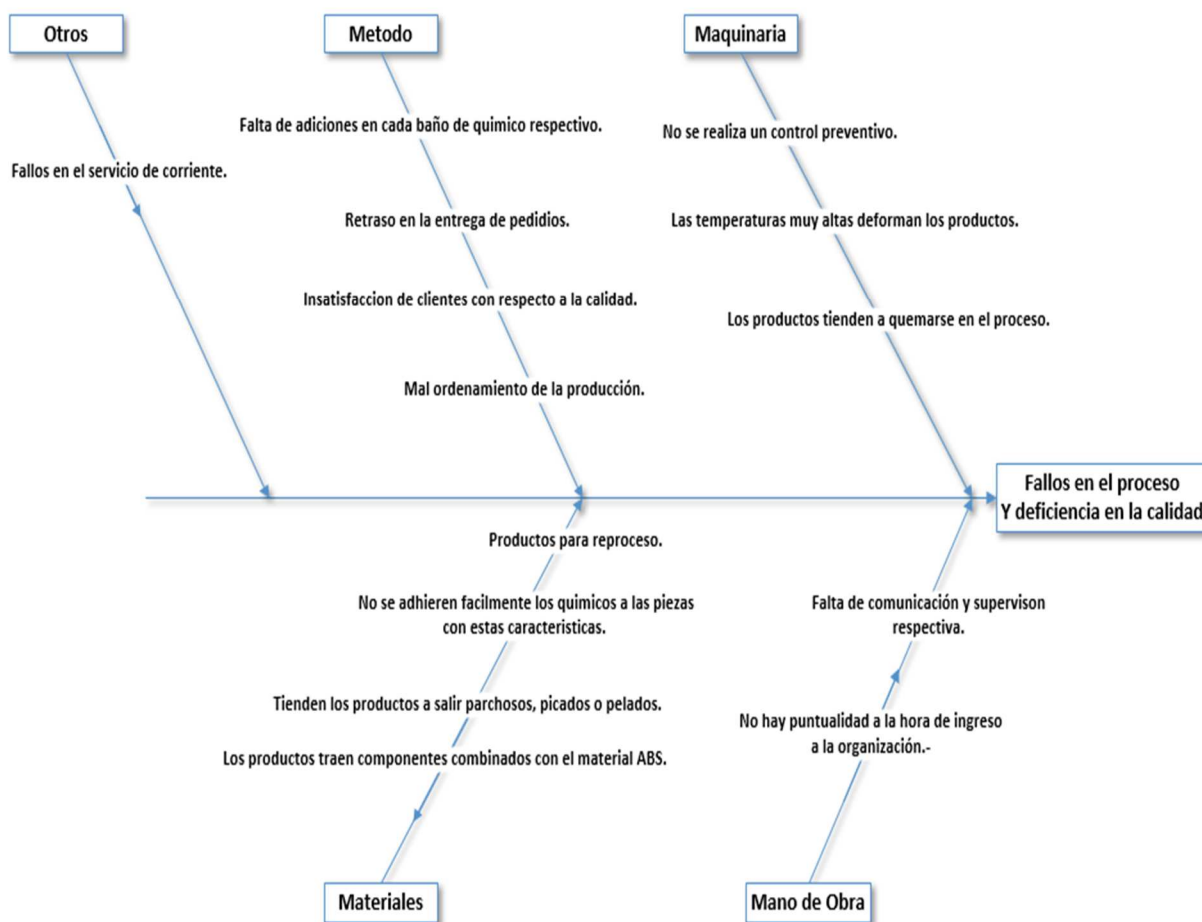 Otros
Metodo
Maquinaria
Falta de adiciones en cada baño de quimico respectivo.
No se realiza un control preventivo.
Fallos en el servicio de corriente.
Retraso en la entrega de pedidios.
Las temperaturas muy altas deforman los productos.
Insatisfaccion de clientes con respecto a la calidad.
Los productos tienden a quemarse en el proceso.
Mal ordenamiento de la producción.
Fallos en el proceso
Y deficiencia en la calidad
Productos para reproceso.
No se adhieren facilmente los quimicos a las piezas
con estas caracteristicas.
Falta de comunicación y supervison
respectiva.
Tienden los productos a salir parchosos, picados o pelados.
No hay puntualidad a la hora de ingreso
a la organización.-
Los productos traen componentes combinados con el material ABS.
Materiales
Mano de Obra